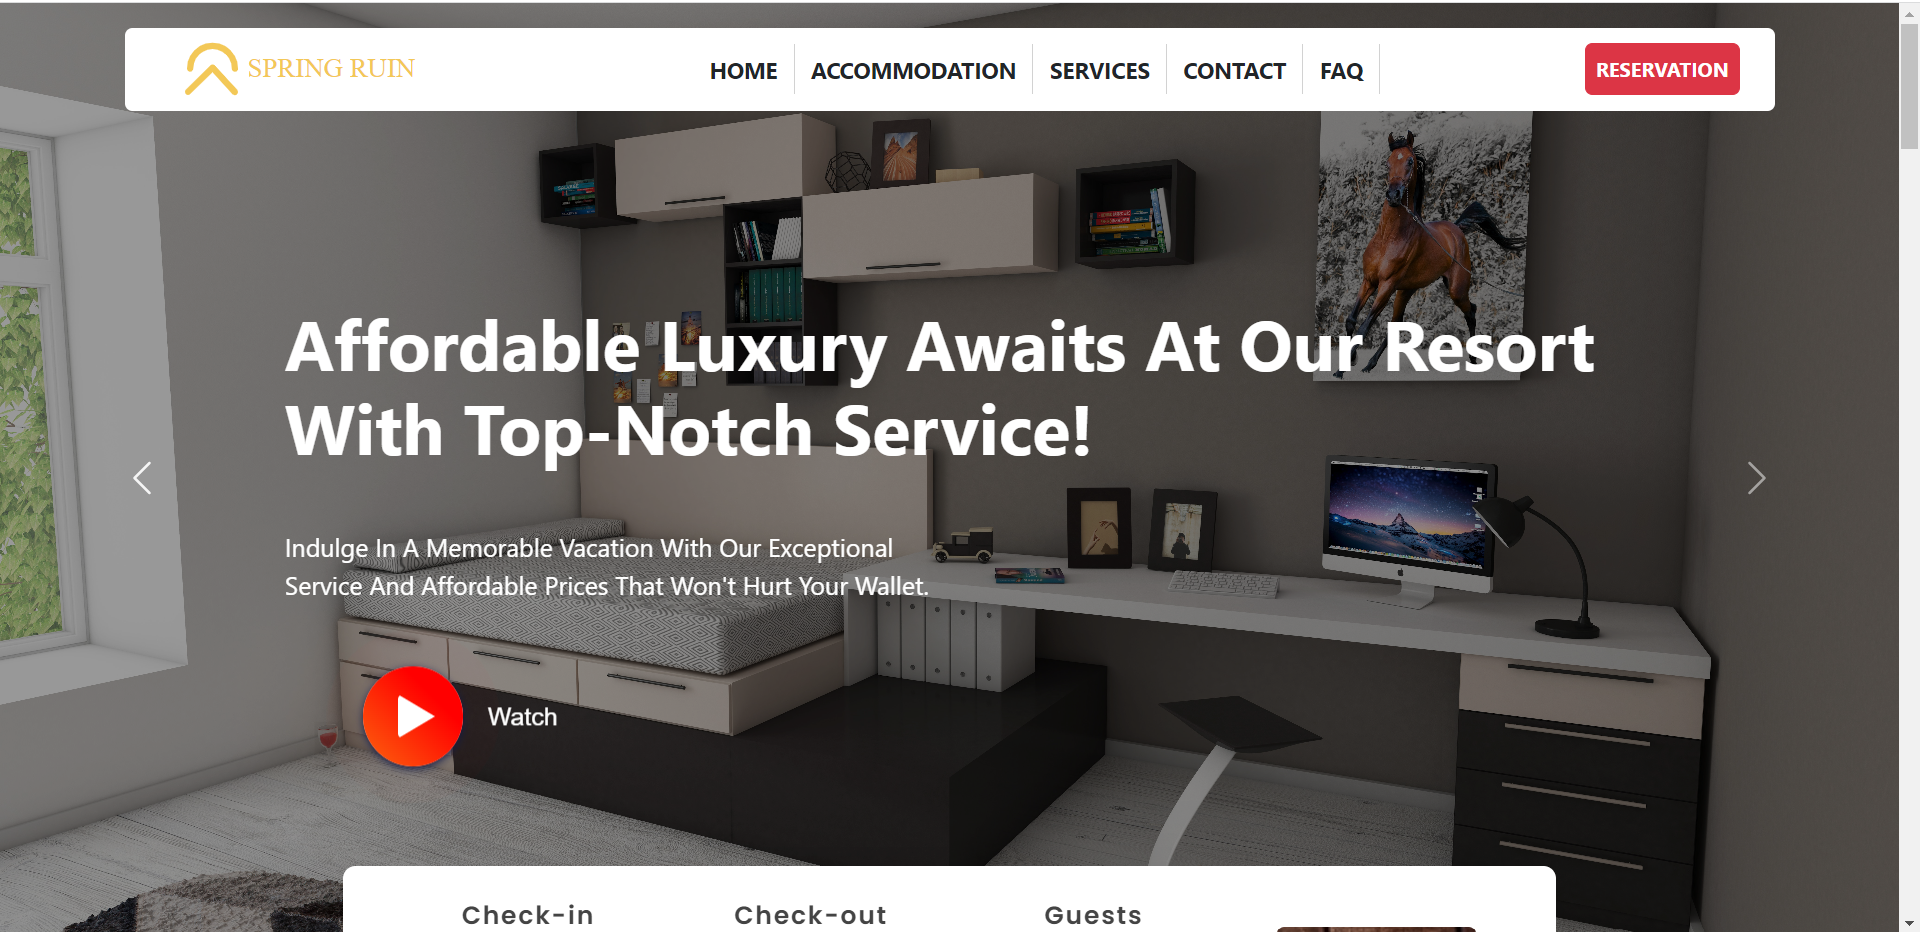 SPRING RUIN
HOME
ACCOMMODATION
SERVICES
CONTACT
FAQ
RESERVATION
Affordable Luxury Awaits At Our Resort
With Top-Notch Service!
Indulge In A Memorable Vacation With Our Exceptional
Service And Affordable Prices That Won't Hurt Your Wallet.
Watch
Check-in
Check-out
Guests